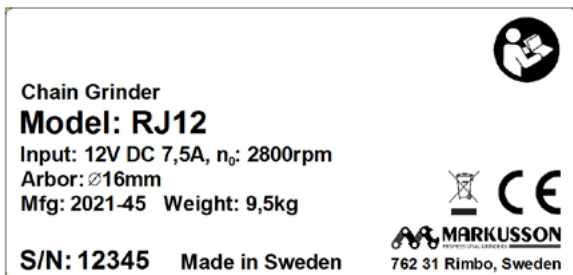 Chain Grinder
Model: RJ12
Input: 12V DC 7,5A, n₀: 2800rpm
Arbor: ∅16mm
Mfg: 2021-45 Weight: 9,5kg
CE
MARKUSSON
PROFESSIONAL GRINDERS
S/N: 12345 Made in Sweden
762 31 Rimbo, Sweden